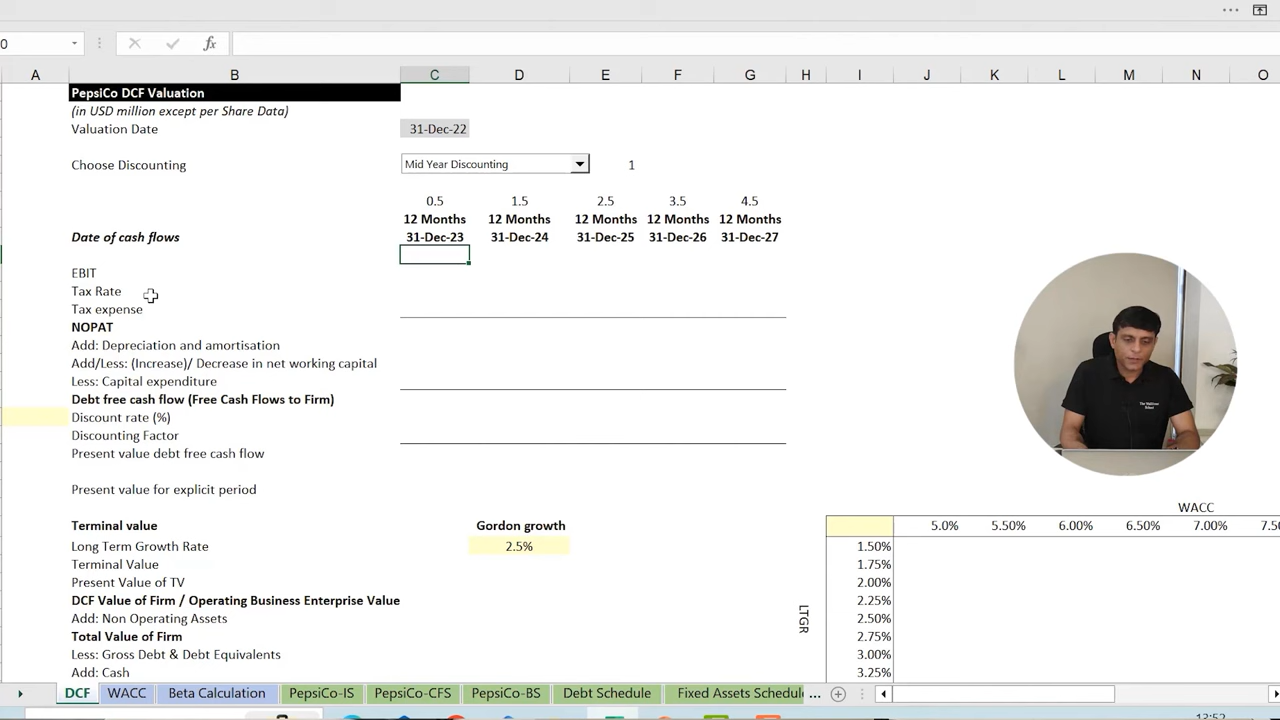 0
fx
A B C D E F G H I J K L M N O
PepsiCo DCF Valuation
(in USD million except per Share Data)
Valuation Date 31-Dec-22
Choose Discounting Mid Year Discounting 1
0.5 1.5 2.5 3.5 4.5
12 Months 12 Months 12 Months 12 Months 12 Months
Date of cash flows 31-Dec-23 31-Dec-24 31-Dec-25 31-Dec-26 31-Dec-27
EBIT
Tax Rate
Tax expense
NOPAT
Add: Depreciation and amortisation
Add/Less: (Increase)/ Decrease in net working capital
Less: Capital expenditure
Debt free cash flow (Free Cash Flows to Firm)
Discount rate (%)
Discounting Factor
Present value debt free cash flow
Present value for explicit period
WACC
Terminal value Gordon growth 5.0% 5.50% 6.00% 6.50% 7.00% 7.5
Long Term Growth Rate 2.5% 1.50%
Terminal Value 1.75%
Present Value of TV 2.00%
DCF Value of Firm / Operating Business Enterprise Value 2.25%
Add: Non Operating Assets LTGR 2.50%
Total Value of Firm 2.75%
Less: Gross Debt & Debt Equivalents 3.00%
Add: Cash 3.25%
DCF WACC Beta Calculation PepsiCo-IS PepsiCo-CFS PepsiCo-BS Debt Schedule Fixed Assets Schedul ...
13:52